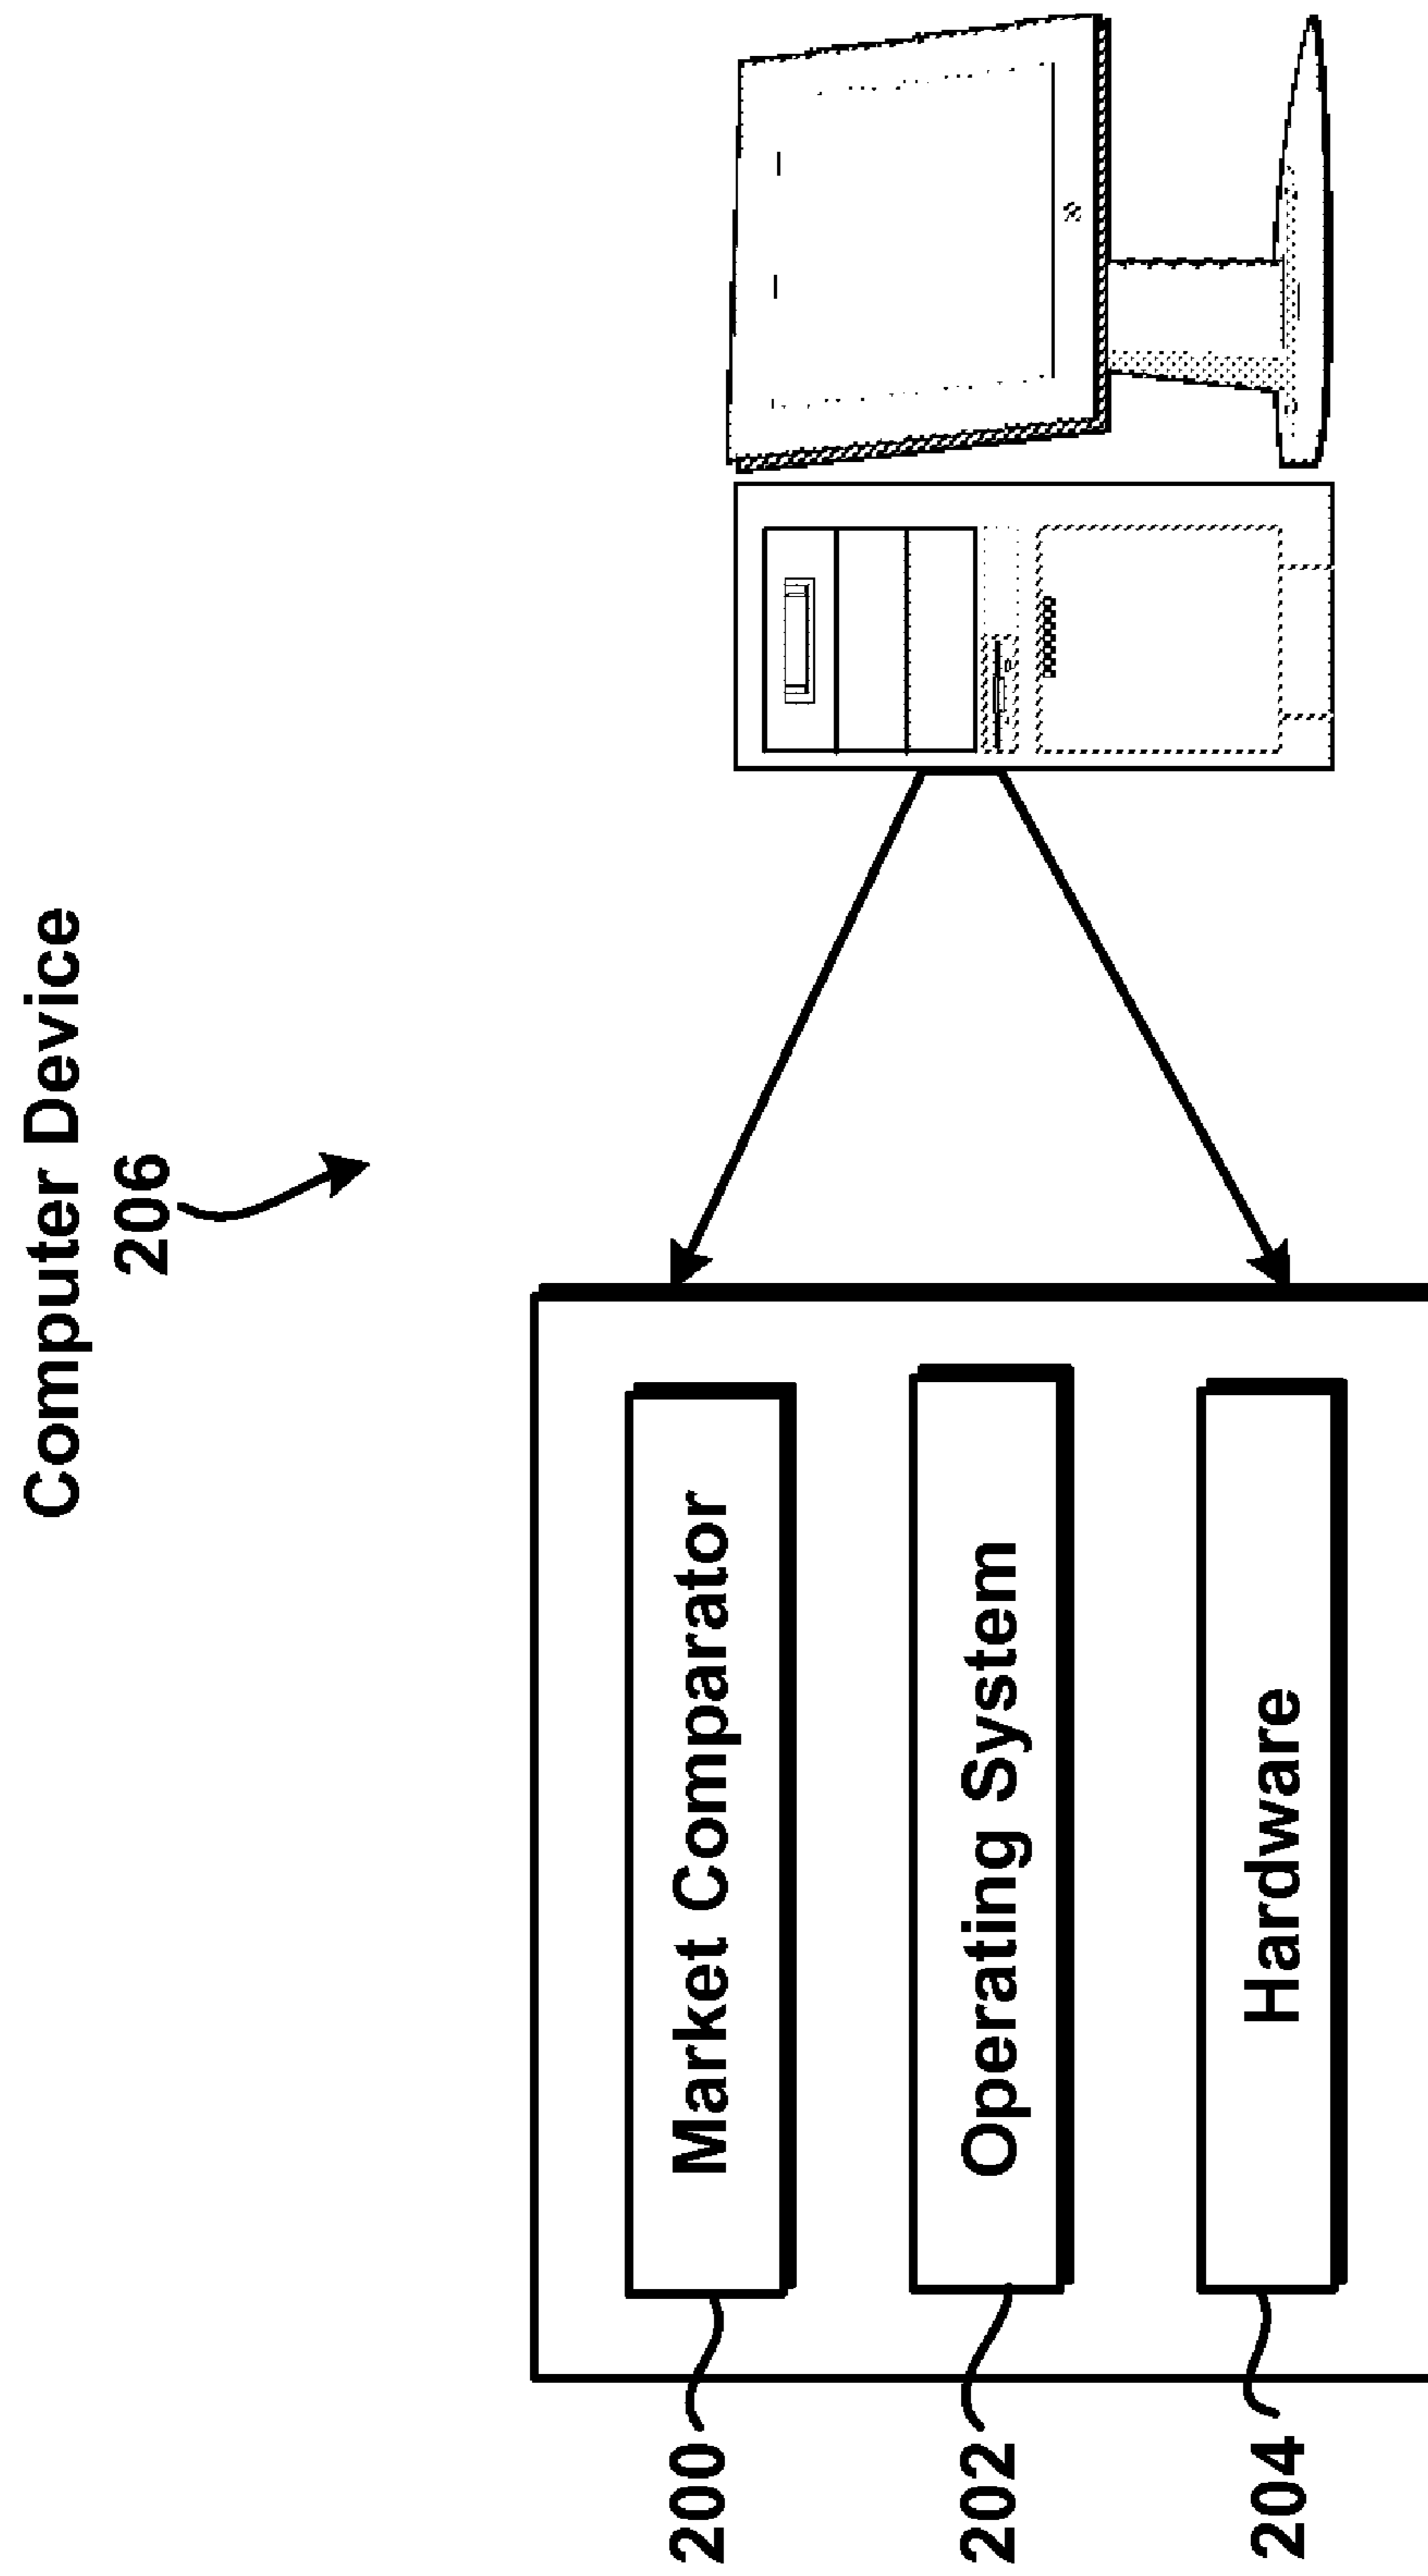 Computer Device
206
200
Market Comparator
202
Operating System
204
Hardware